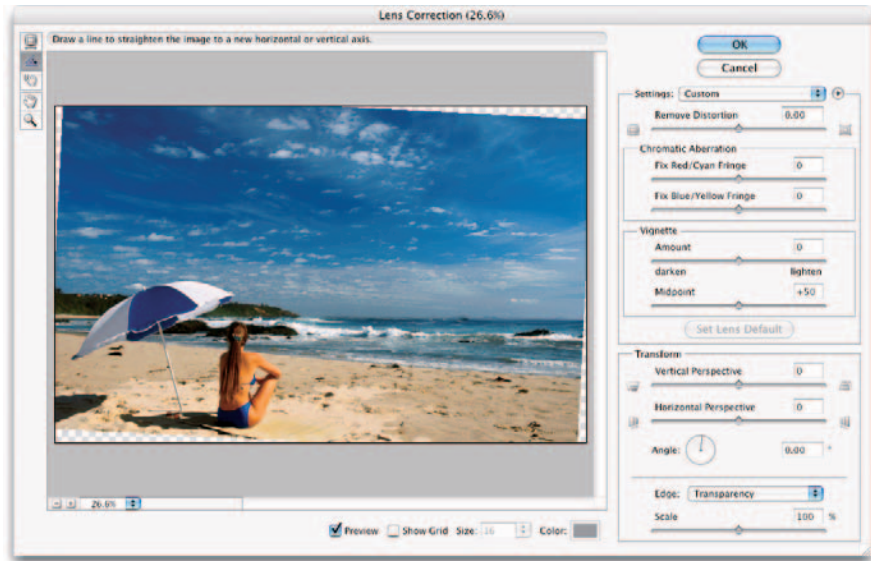 Lens Correction (26.6%)
Draw a line to straighten the image to a new horizontal or vertical axis.
OK
Cancel
Settings: Custom
Remove Distortion 0.00
Chromatic Aberration
Fix Red/Cyan Fringe 0
Fix Blue/Yellow Fringe 0
Vignette
Amount 0
darken lighten
Midpoint +50
Set Lens Default
Transform
Vertical Perspective 0
Horizontal Perspective 0
Angle: 0.00 °
Edge: Transparency
Scale 100 %
26.6%
Preview Show Grid Size: 16 Color: